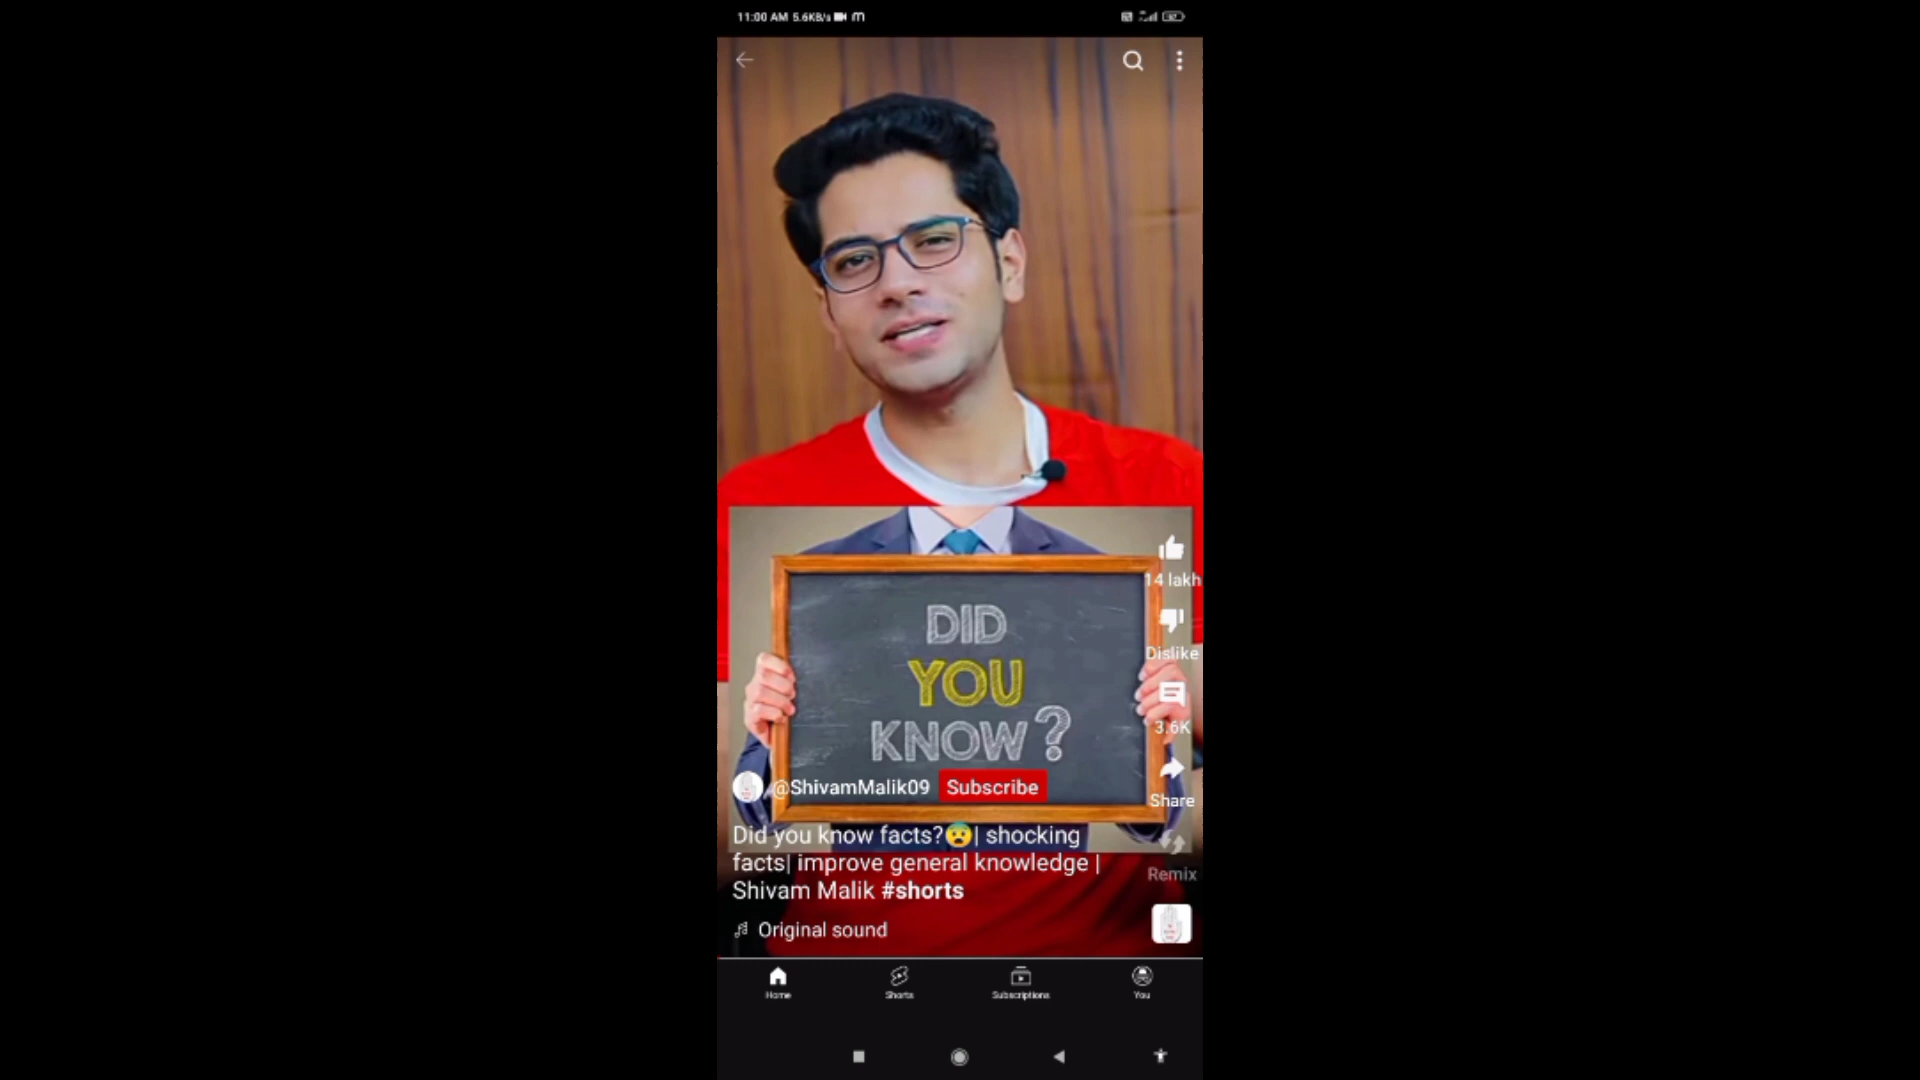 11:00 AM 5.6KB/s
DID
YOU
KNOW?
14 lakh
Dislike
3.6K
Share
Remix
@ShivamMalik09 Subscribe
Did you know facts?😨| shocking
facts| improve general knowledge |
Shivam Malik #shorts
Original sound
Home Shorts Subscriptions You